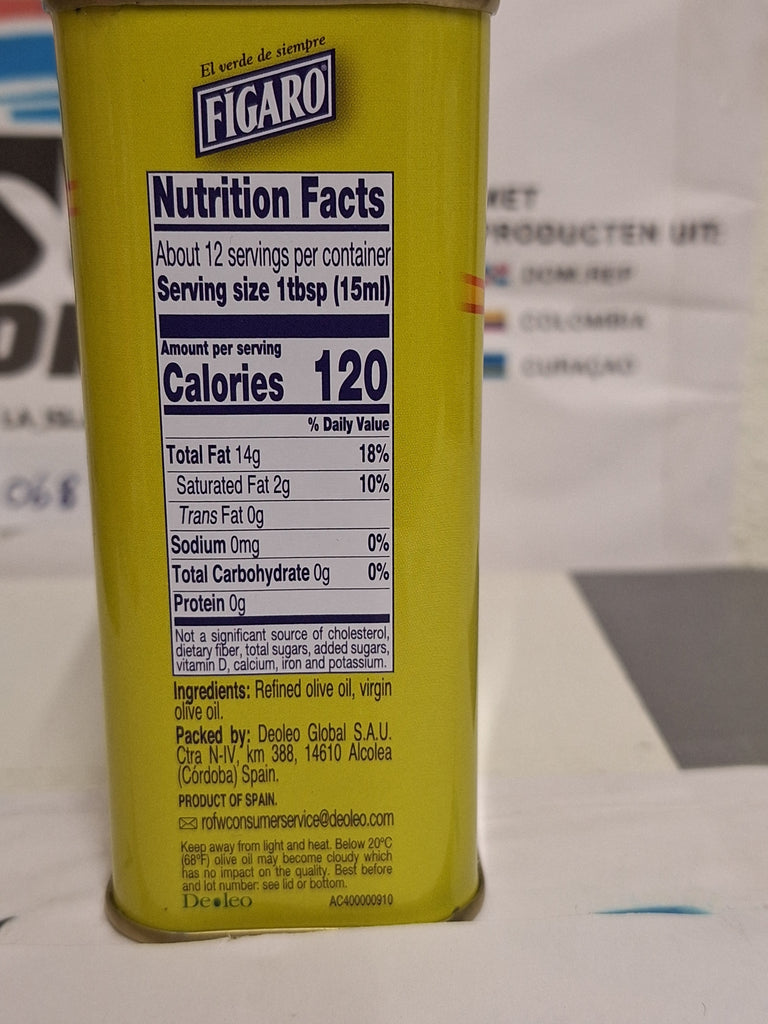 El verde de siempre
FÍGARO
Nutrition Facts
About 12 servings per container
Serving size 1tbsp (15ml)
Amount per serving
Calories 120
% Daily Value
Total Fat 14g 18%
Saturated Fat 2g 10%
Trans Fat 0g
Sodium 0mg 0%
Total Carbohydrate 0g 0%
Protein 0g
Not a significant source of cholesterol,
dietary fiber, total sugars, added sugars,
vitamin D, calcium, iron and potassium.
Ingredients: Refined olive oil, virgin
olive oil.
Packed by: Deoleo Global S.A.U.
Ctra N-IV, km 388, 14610 Alcolea
(Córdoba) Spain.
PRODUCT OF SPAIN.
rofwconsumerservice@deoleo.com
Keep away from light and heat. Below 20ºC
(68ºF) olive oil may become cloudy which
has no impact on the quality. Best before
and lot number: see lid or bottom.
Deoleo AC400000910
MET
PRODUCTEN UIT:
DOM.REP
COLOMBIA
CURAÇAO
LA
068